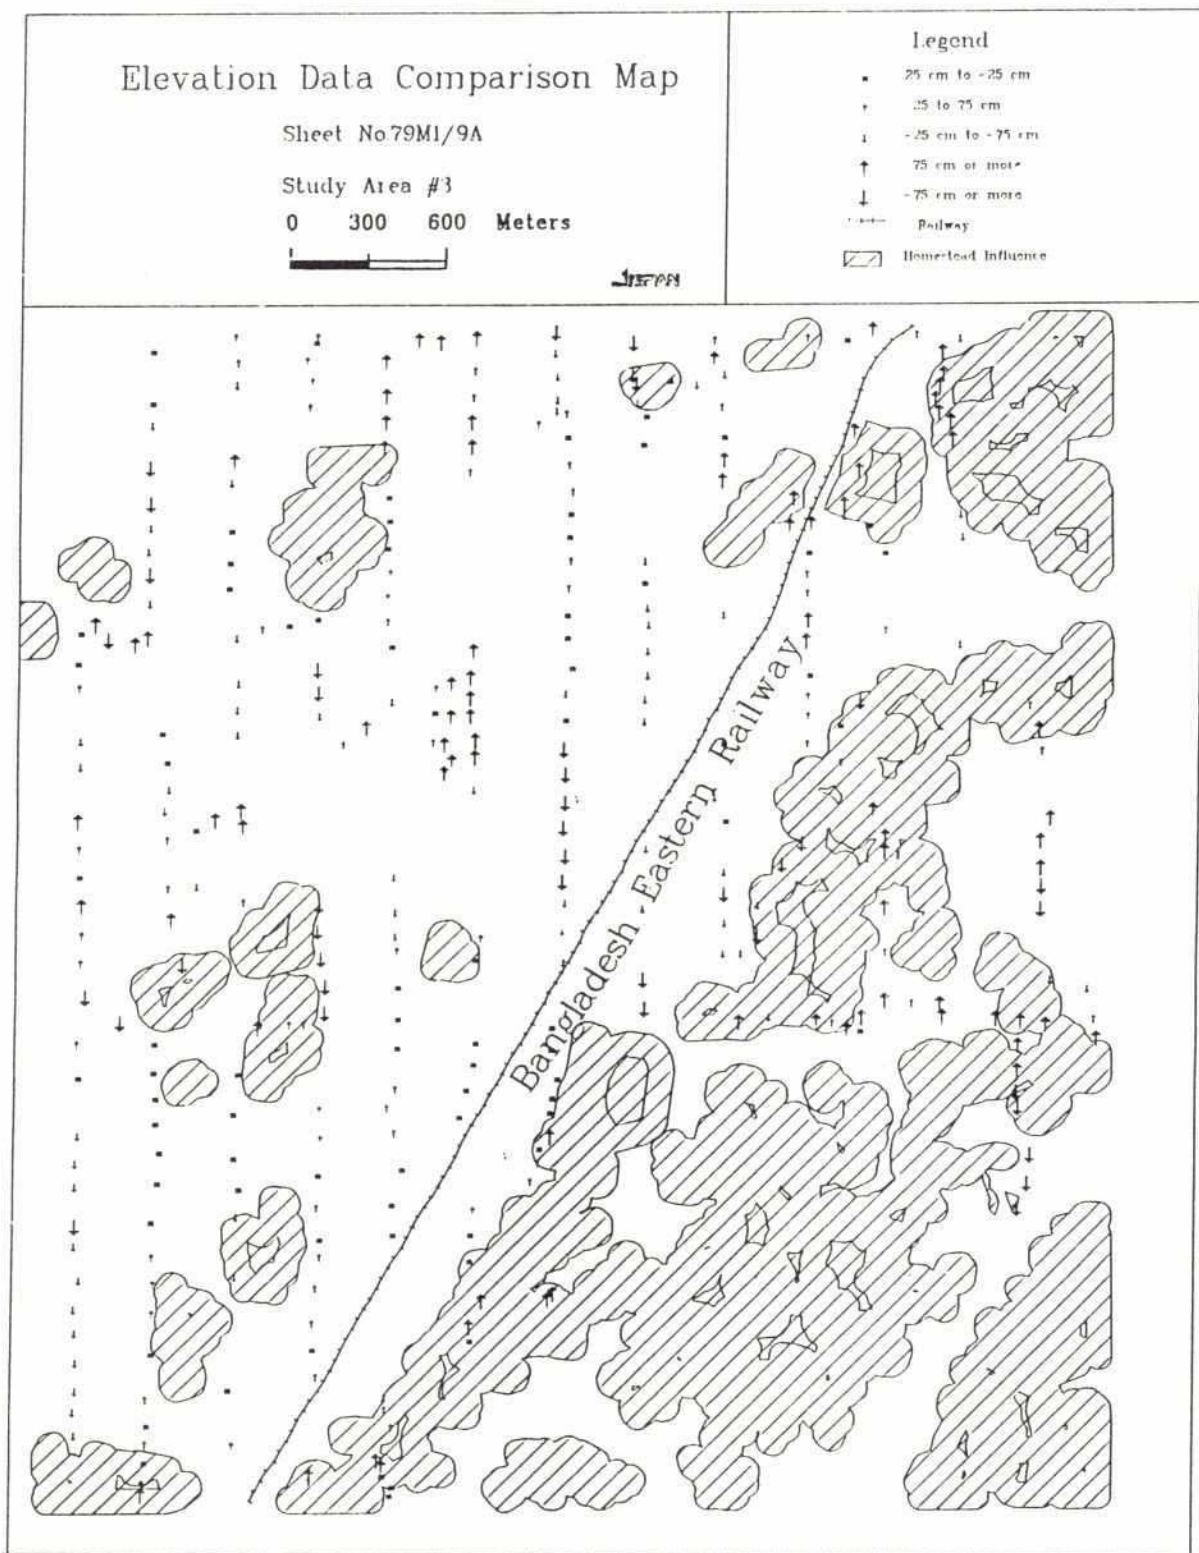 Elevation Data Comparison Map
Sheet No.79M1/9A
Study Area #3
0 300 600 Meters
Legend
25 cm to -25 cm
25 to 75 cm
-25 cm to -75 cm
75 cm or more
-75 cm or more
Railway
Homestead Influence
Bangladesh Eastern Railway